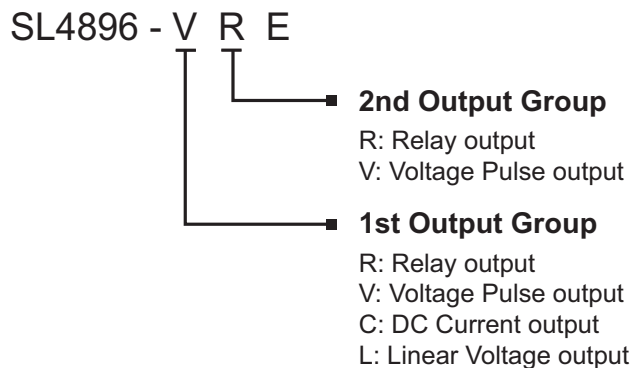 SL4896 - V R E
2nd Output Group
R: Relay output
V: Voltage Pulse output
1st Output Group
R: Relay output
V: Voltage Pulse output
C: DC Current output
L: Linear Voltage output